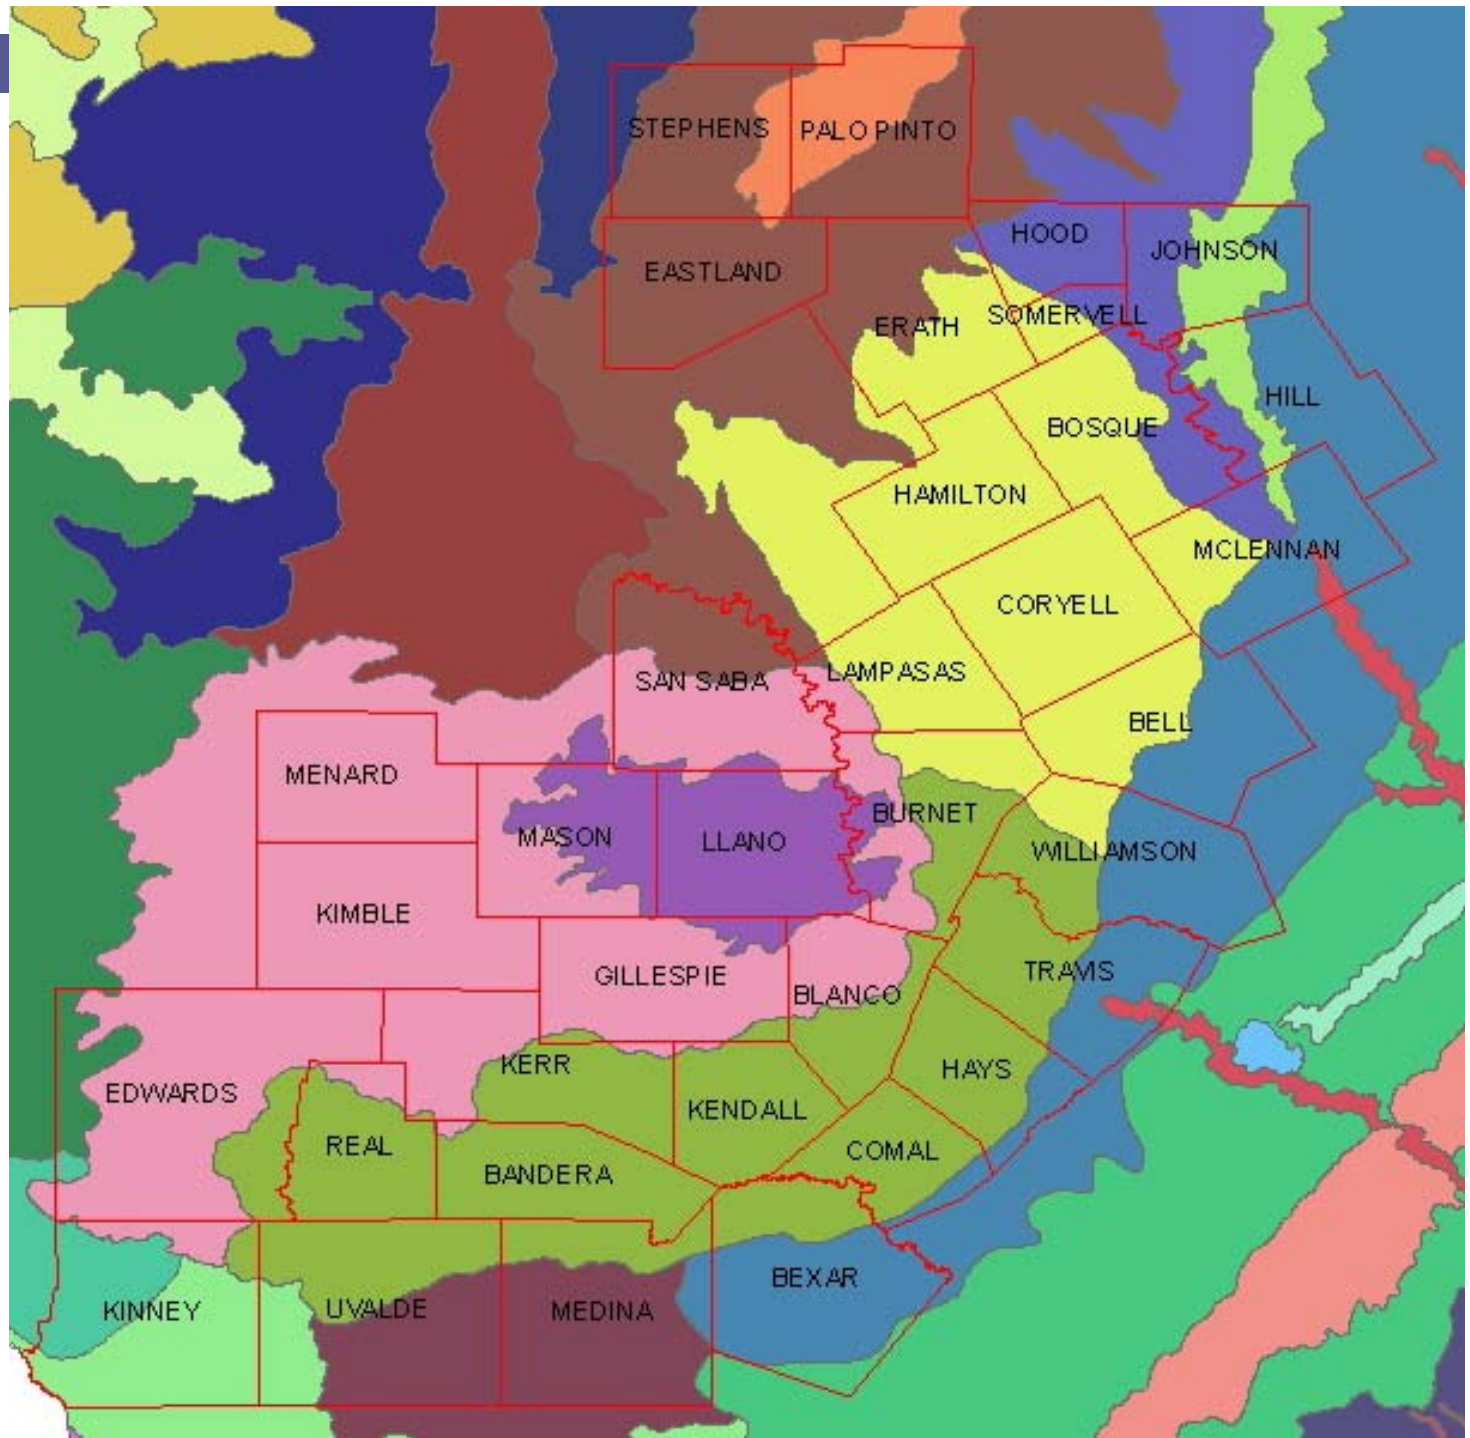 STEPHENS
PALO PINTO
HOOD
JOHNSON
EASTLAND
ERATH
SOMERVELL
HILL
BOSQUE
HAMILTON
MCLENNAN
CORYELL
SAN SABA
LAMPASAS
BELL
MENARD
BURNET
MASON
LLANO
WILLIAMSON
KIMBLE
GILLESPIE
TRAVIS
BLANCO
KERR
HAYS
EDWARDS
KENDALL
REAL
COMAL
BANDERA
BEXAR
KINNEY
UVALDE
MEDINA